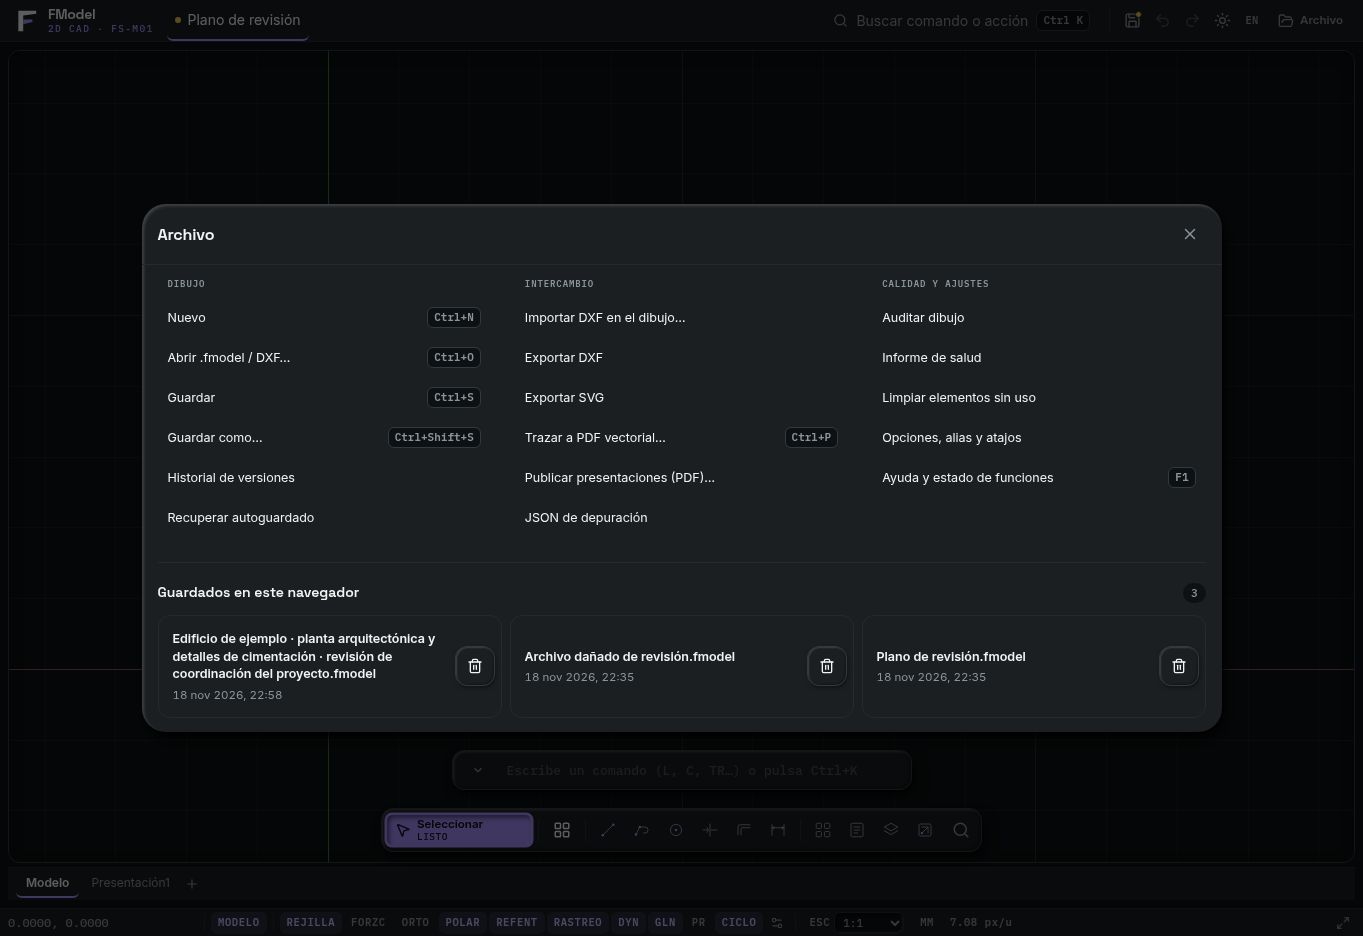 FModel
2D CAD · FS-M01
Plano de revisión
Buscar comando o acción
Ctrl K
EN
Archivo
Archivo
DIBUJO
Nuevo
Ctrl+N
Abrir .fmodel / DXF...
Ctrl+O
Guardar
Ctrl+S
Guardar como...
Ctrl+Shift+S
Historial de versiones
Recuperar autoguardado
INTERCAMBIO
Importar DXF en el dibujo...
Exportar DXF
Exportar SVG
Trazar a PDF vectorial...
Ctrl+P
Publicar presentaciones (PDF)...
JSON de depuración
CALIDAD Y AJUSTES
Auditar dibujo
Informe de salud
Limpiar elementos sin uso
Opciones, alias y atajos
Ayuda y estado de funciones
F1
Guardados en este navegador
3
Edificio de ejemplo · planta arquitectónica y
detalles de cimentación · revisión de
coordinación del proyecto.fmodel
18 nov 2026, 22:58
Archivo dañado de revisión.fmodel
18 nov 2026, 22:35
Plano de revisión.fmodel
18 nov 2026, 22:35
Escribe un comando (L, C, TR…) o pulsa Ctrl+K
Seleccionar
LISTO
Modelo
Presentación1
0.0000, 0.0000
MODELO
REJILLA
FORZC
ORTO
POLAR
REFENT
RASTREO
DYN
GLN
PR
CICLO
ESC
1:1
MM
7.08 px/u